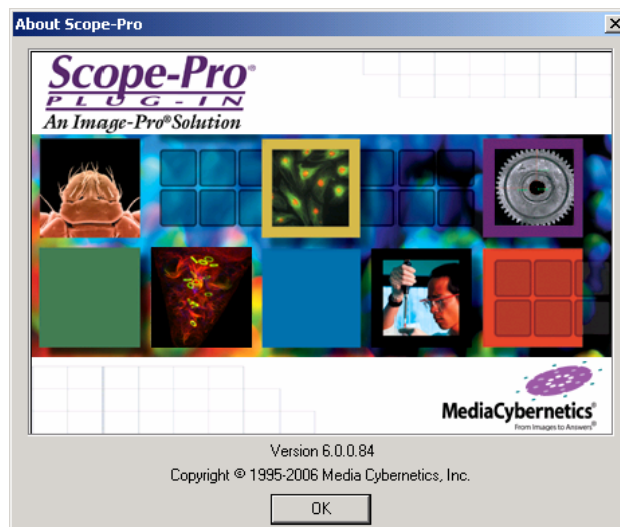 About Scope-Pro
Scope-Pro®
PLUG-IN
An Image-Pro® Solution
MediaCybernetics®
From Images to Answers®
Version 6.0.0.84
Copyright © 1995-2006 Media Cybernetics, Inc.
OK